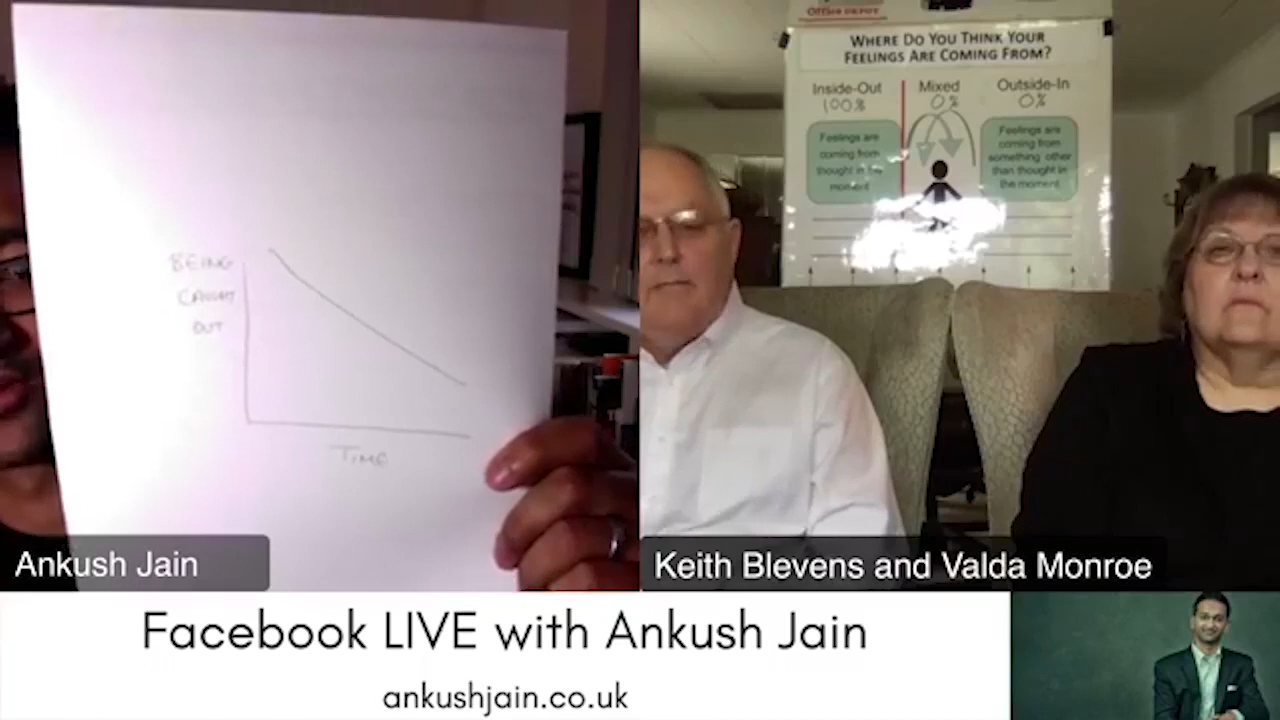 BEING
CAUGHT
OUT
TIME
Ankush Jain
Office DEPOT
WHERE DO YOU THINK YOUR
FEELINGS ARE COMING FROM?
Inside-Out
100%
Mixed
0%
Outside-In
0%
Feelings are
coming from
thought in the
moment
Feelings are
coming from
something other
than thought in
the moment
Keith Blevens and Valda Monroe
Facebook LIVE with Ankush Jain
ankushjain.co.uk